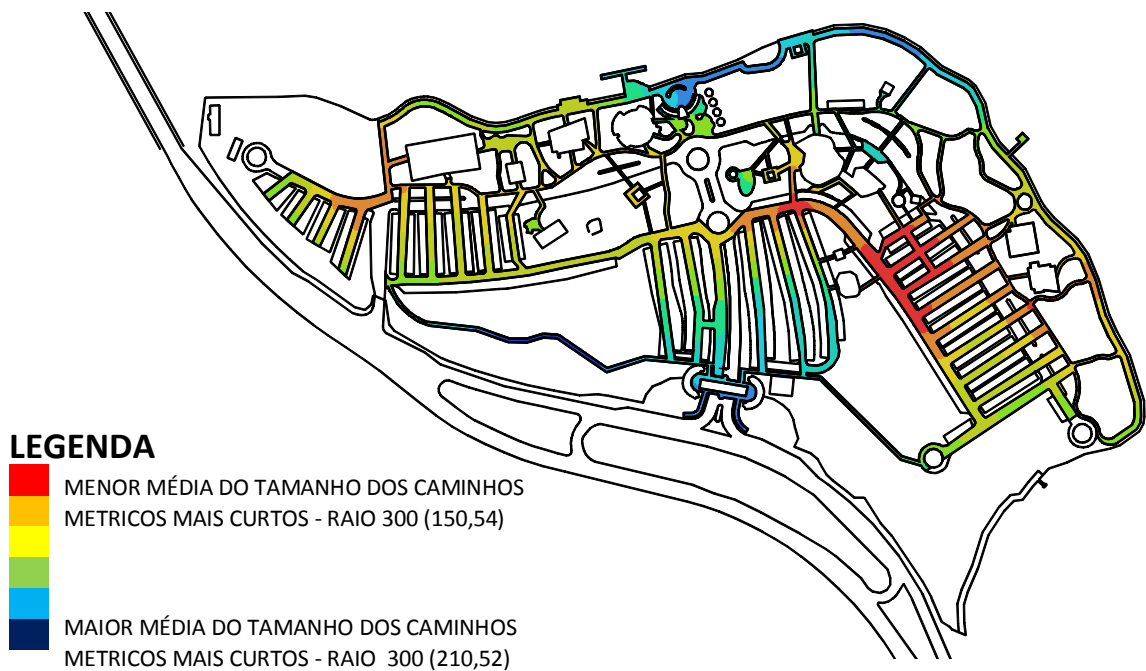 LEGENDA
MENOR MÉDIA DO TAMANHO DOS CAMINHOS
METRICOS MAIS CURTOS - RAIO 300 (150,54)
MAIOR MÉDIA DO TAMANHO DOS CAMINHOS
METRICOS MAIS CURTOS - RAIO 300 (210,52)